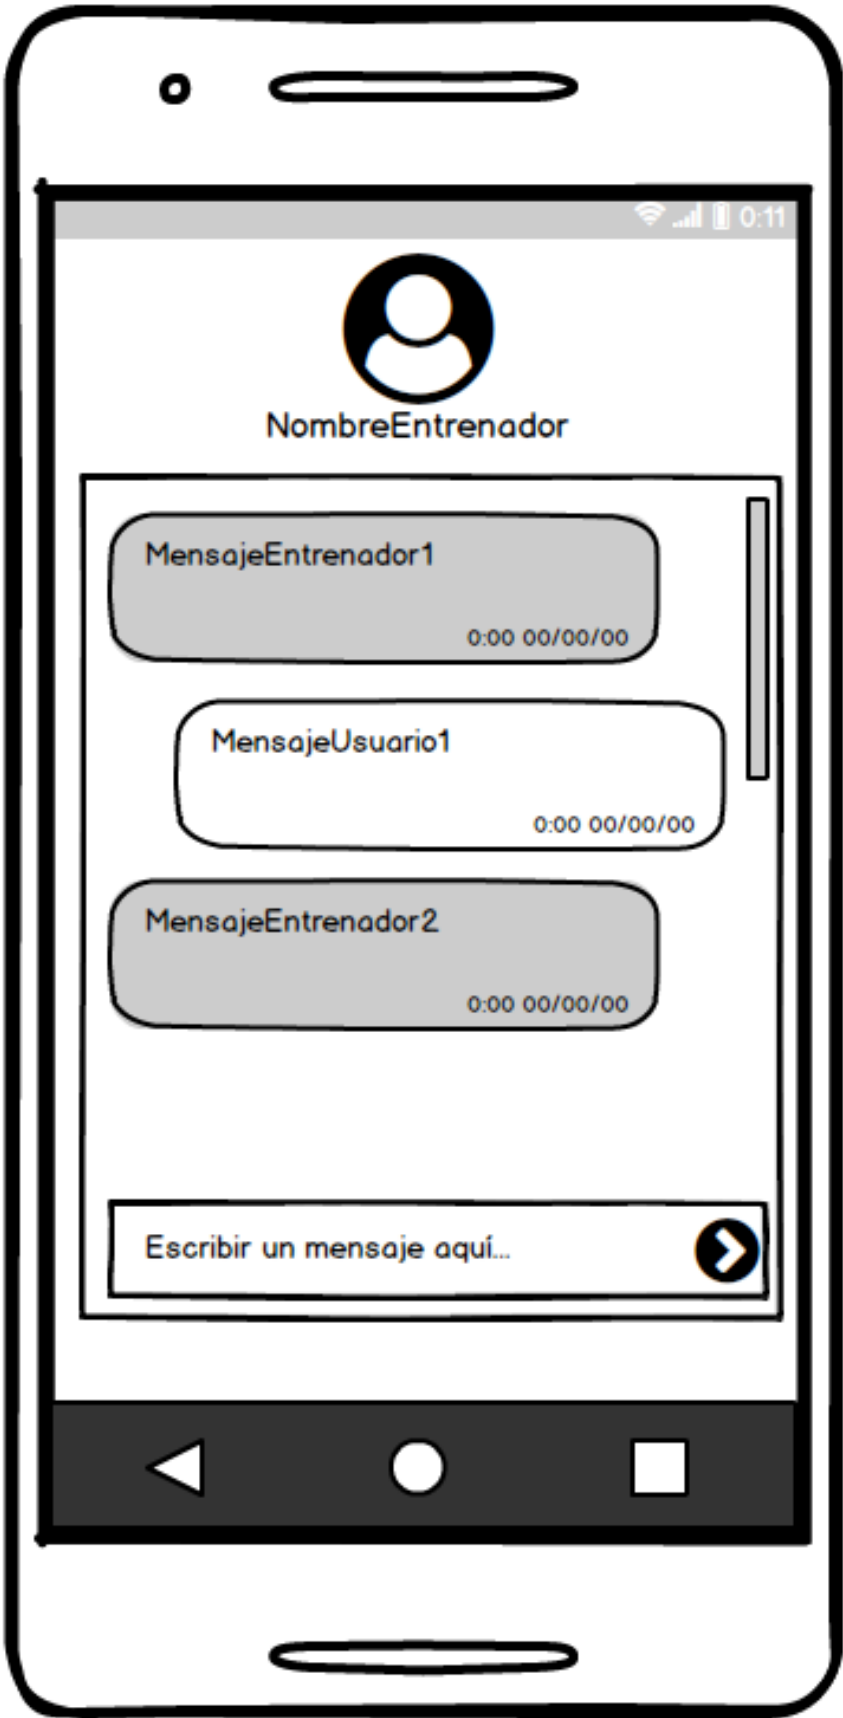 0:11
NombreEntrenador
MensajeEntrenador1
0:00 00/00/00
MensajeUsuario1
0:00 00/00/00
MensajeEntrenador2
0:00 00/00/00
Escribir un mensaje aquí...